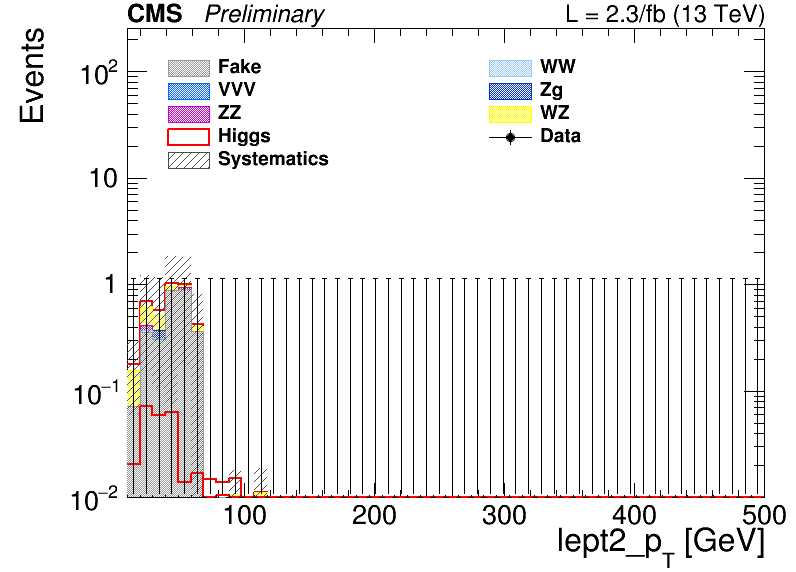 CMS Preliminary L = 2.3/fb (13 TeV)
Events
Fake WW
VVV Zg
ZZ WZ
Higgs Data
Systematics
10²
10
1
10⁻¹
10⁻²
100 200 300 400 500
lept2_p_T [GeV]